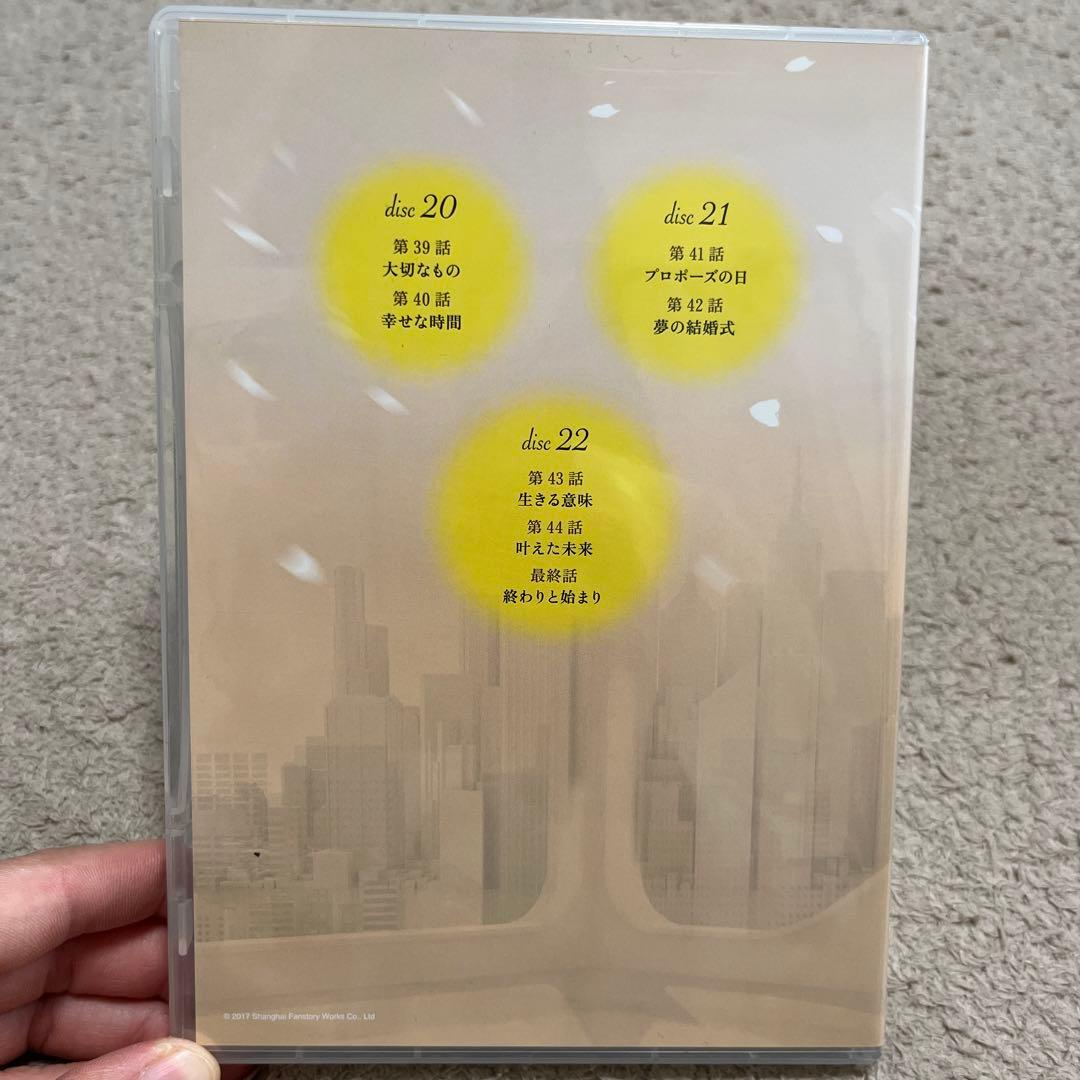 disc 20
第 39 話
大切なもの
第 40 話
幸せな時間
disc 21
第 41 話
プロポーズの日
第 42 話
夢の結婚式
disc 22
第 43 話
生きる意味
第 44 話
叶えた未来
最終話
終わりと始まり
© 2017 Shanghai Fanstory Works Co., Ltd